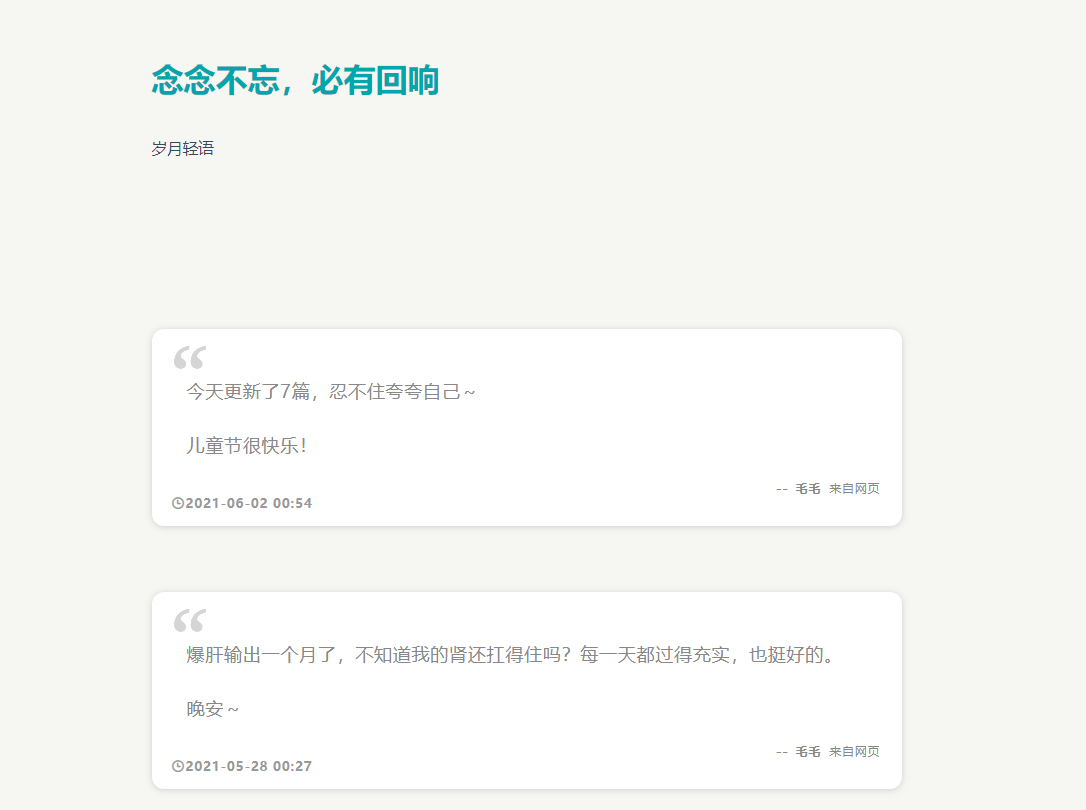 念念不忘，必有回响
岁月轻语
“
今天更新了7篇，忍不住夸夸自己～
儿童节很快乐！
-- 毛毛 来自网页
2021-06-02 00:54
“
爆肝输出一个月了，不知道我的肾还扛得住吗？每一天都过得充实，也挺好的。
晚安～
-- 毛毛 来自网页
2021-05-28 00:27